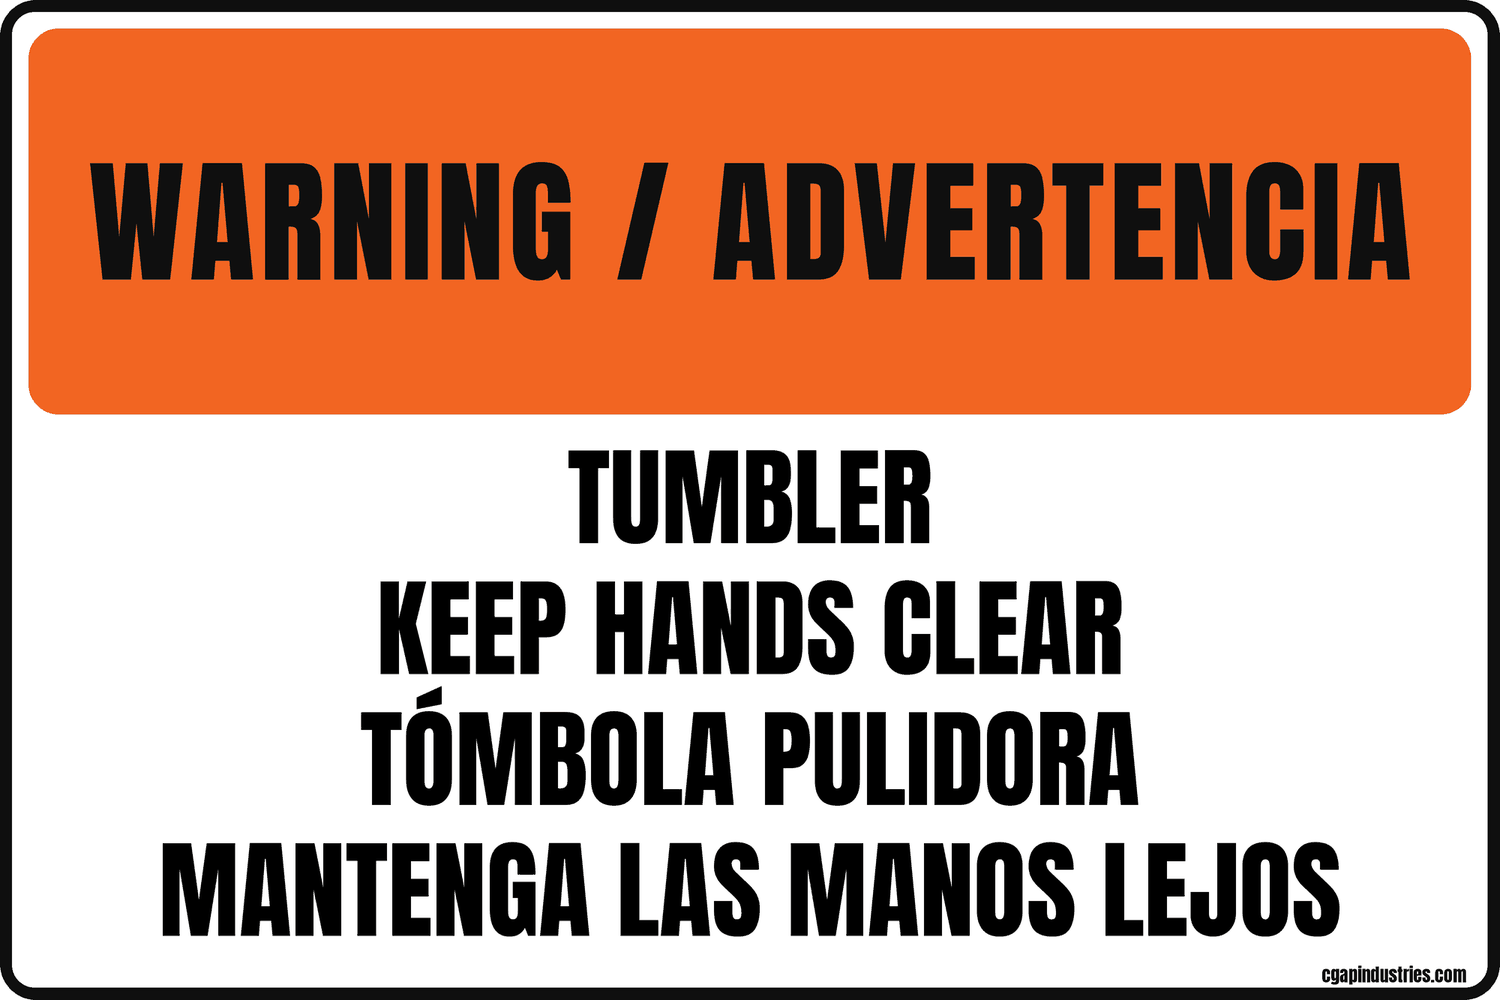 WARNING / ADVERTENCIA
TUMBLER
KEEP HANDS CLEAR
TÓMBOLA PULIDORA
MANTENGA LAS MANOS LEJOS
cgapindustries.com